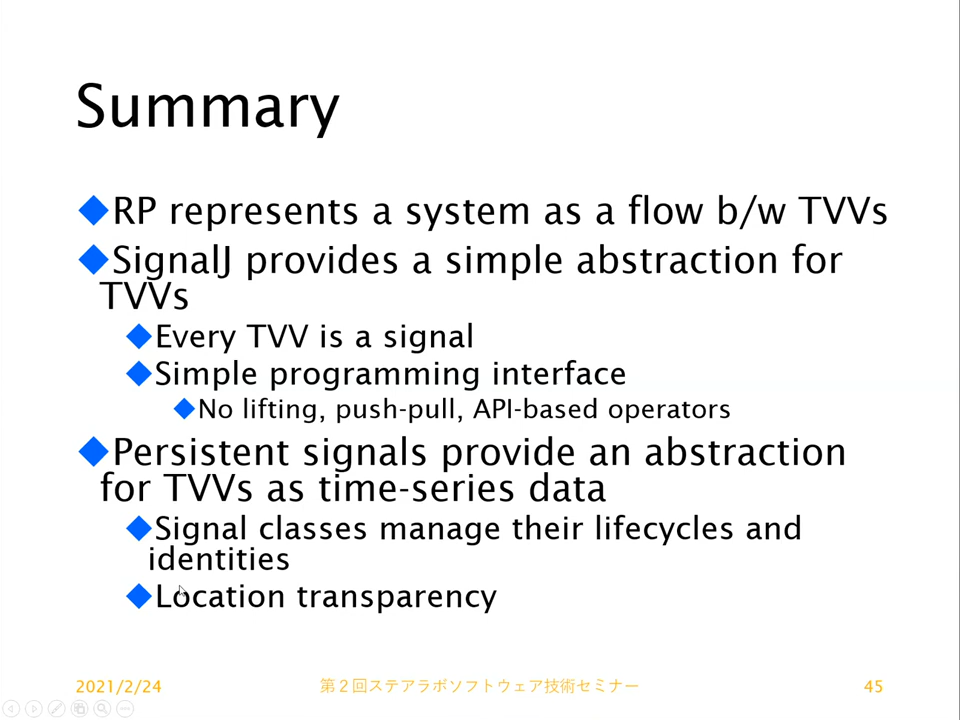 Summary
RP represents a system as a flow b/w TVVs
SignalJ provides a simple abstraction for
TVVs
Every TVV is a signal
Simple programming interface
No lifting, push-pull, API-based operators
Persistent signals provide an abstraction
for TVVs as time-series data
Signal classes manage their lifecycles and
identities
Location transparency
2021/2/24
第２回ステアラボソフトウェア技術セミナー
45